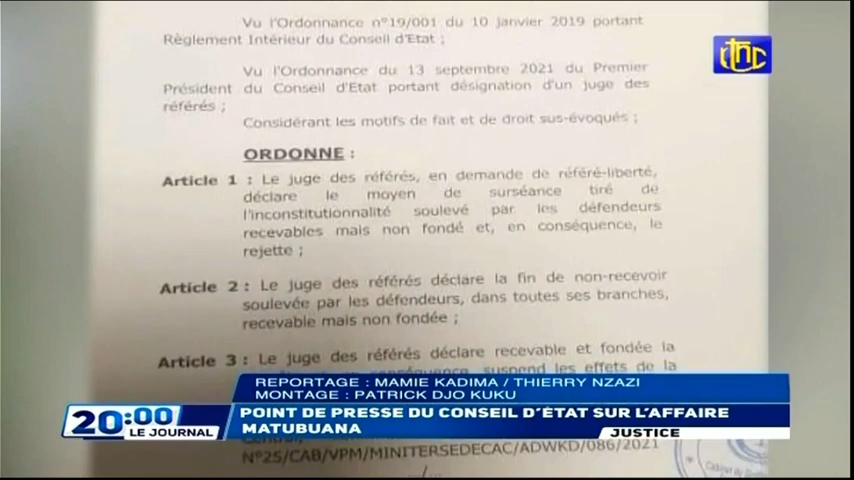 Vu l'Ordonnance n°19/001 du 10 janvier 2019 portant
Règlement Intérieur du Conseil d'Etat ;
rtnc
Vu l'Ordonnance du 13 septembre 2021 du Premier
Président du Conseil d'Etat portant désignation d'un juge des
référés ;
Considérant les motifs de fait et de droit sus-évoqués ;
ORDONNE :
Article 1 : Le juge des référés, en demande de référé-liberté,
déclare le moyen de surséance tiré de
l'inconstitutionnalité soulevé par les défendeurs
recevables mais non fondé et, en conséquence, le
rejette ;
Article 2 : Le juge des référés déclare la fin de non-recevoir
soulevée par les défendeurs, dans toutes ses branches,
recevable mais non fondée ;
Article 3 : Le juge des référés déclare recevable et fondée la
conséquence, suspend les effets de la
REPORTAGE : MAMIE KADIMA / THIERRY NZAZI
MONTAGE : PATRICK DJO KUKU
20:00
LE JOURNAL
POINT DE PRESSE DU CONSEIL D'ÉTAT SUR L'AFFAIRE
MATUBUANA
JUSTICE
N°25/CAB/VPM/MINITERSEDECAC/ADWKD/086/2021